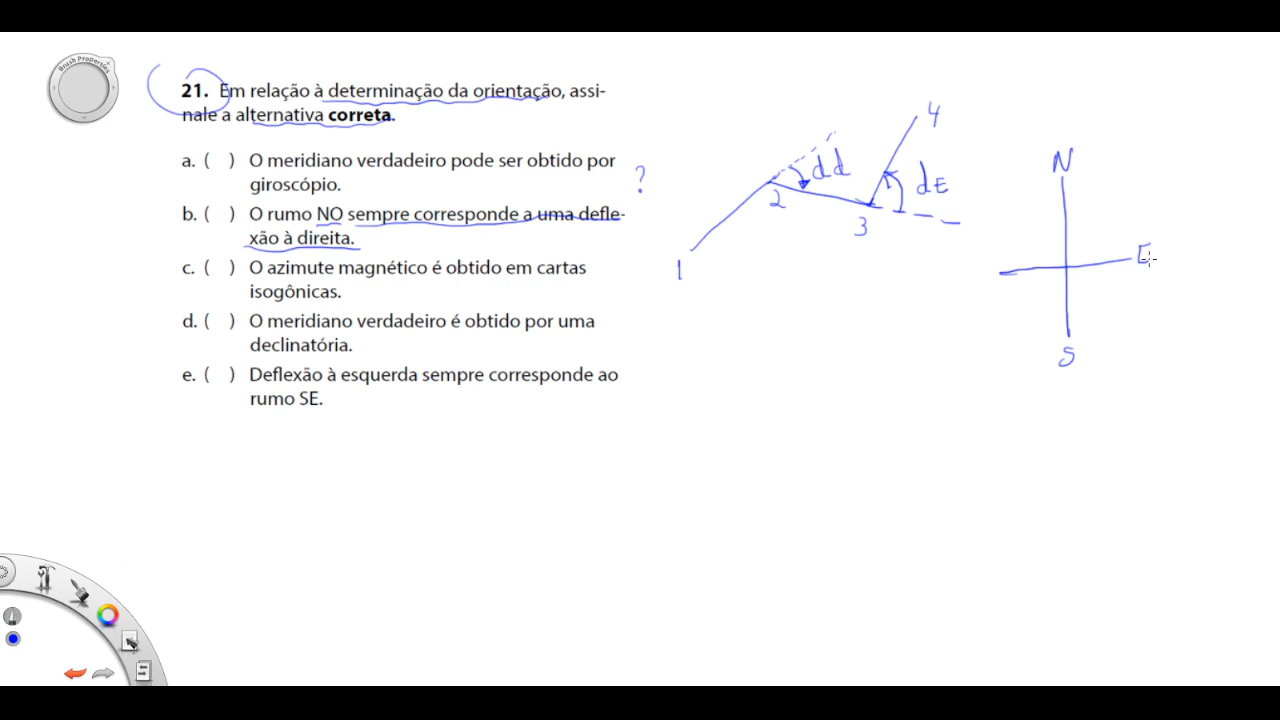 Brush Properties
21. Em relação à determinação da orientação, assi-
nale a alternativa correta.
a. ( ) O meridiano verdadeiro pode ser obtido por
giroscópio.
?
b. ( ) O rumo NO sempre corresponde a uma defle-
xão à direita.
c. ( ) O azimute magnético é obtido em cartas
isogônicas.
d. ( ) O meridiano verdadeiro é obtido por uma
declinatória.
e. ( ) Deflexão à esquerda sempre corresponde ao
rumo SE.
1
2
dd
3
dE
4
N
E
S